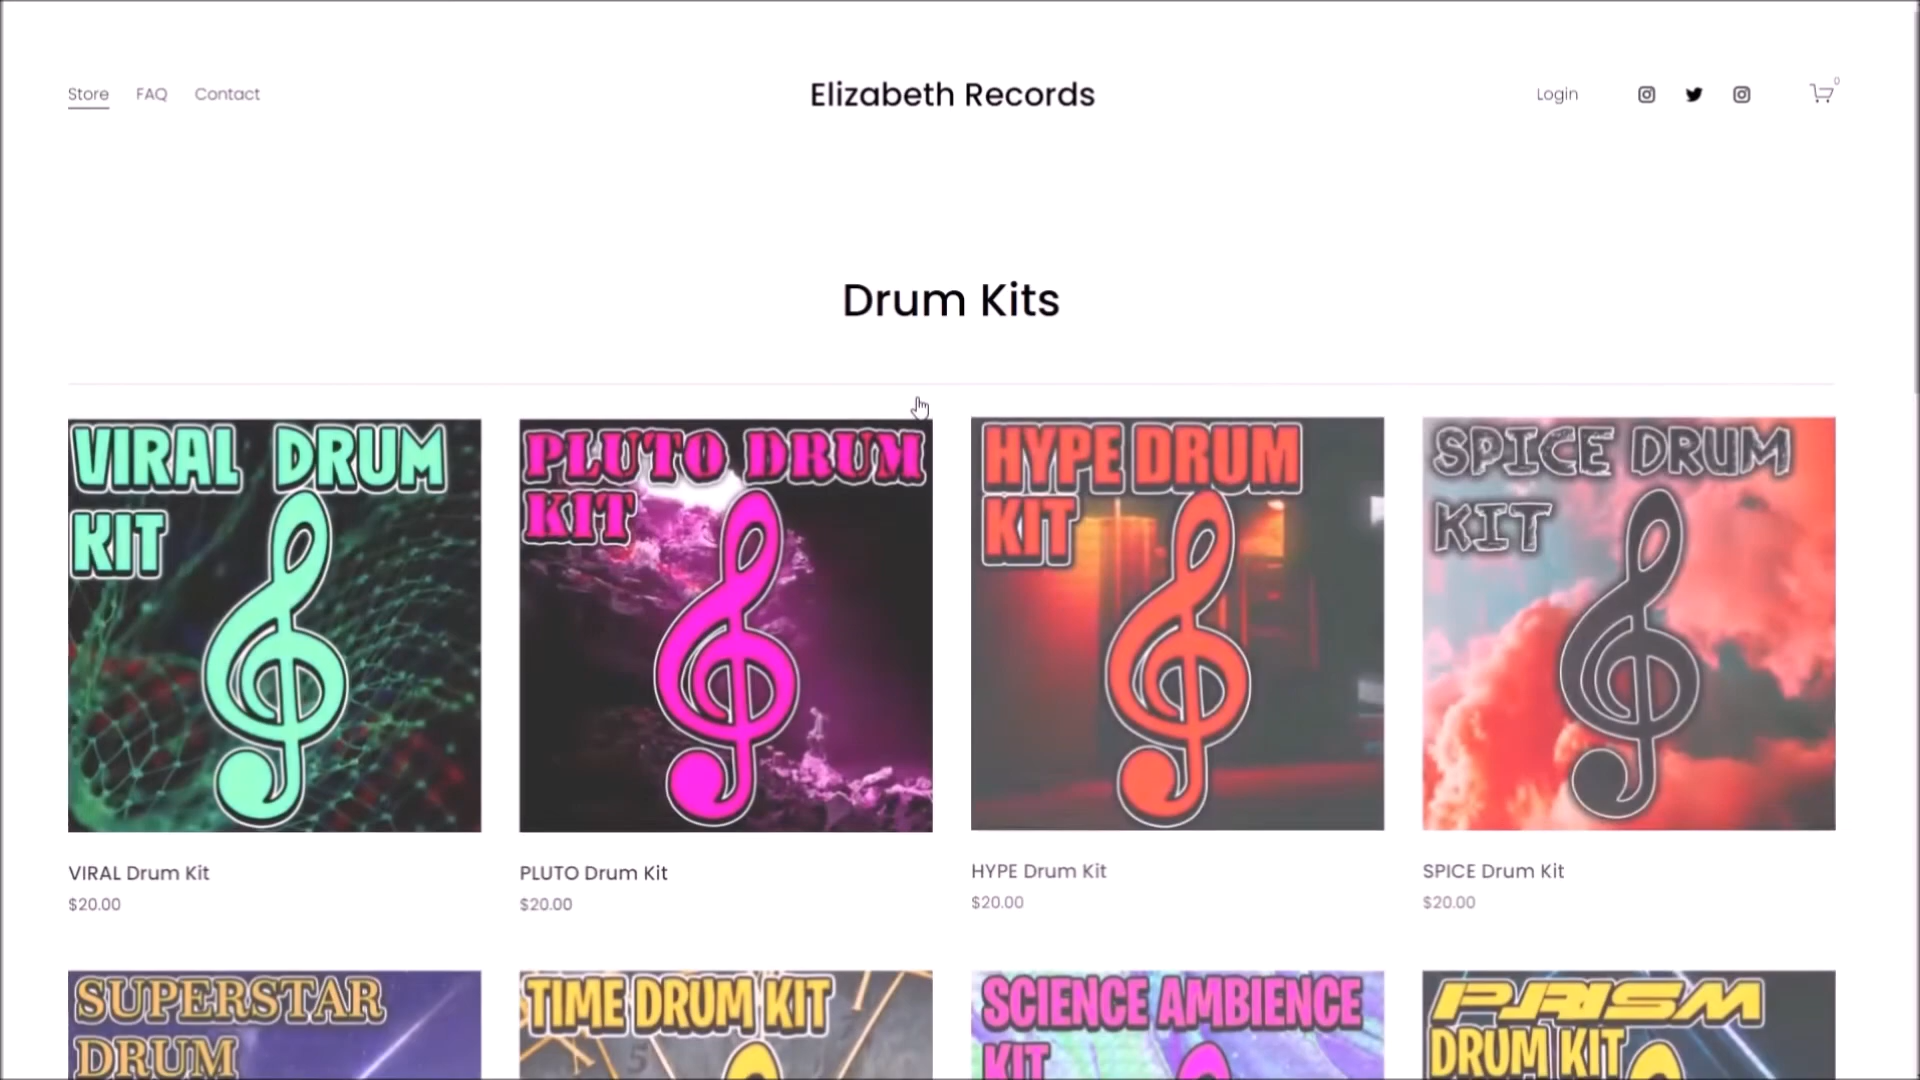 Store FAQ Contact
Elizabeth Records
Login
0
Drum Kits
VIRAL DRUM
KIT
PLUTO DRUM
KIT
HYPE DRUM
KIT
SPICE DRUM
KIT
VIRAL Drum Kit
$20.00
PLUTO Drum Kit
$20.00
HYPE Drum Kit
$20.00
SPICE Drum Kit
$20.00
SUPERSTAR
DRUM
TIME DRUM KIT
5
SCIENCE AMBIENCE
KIT
PRISM
DRUM KIT